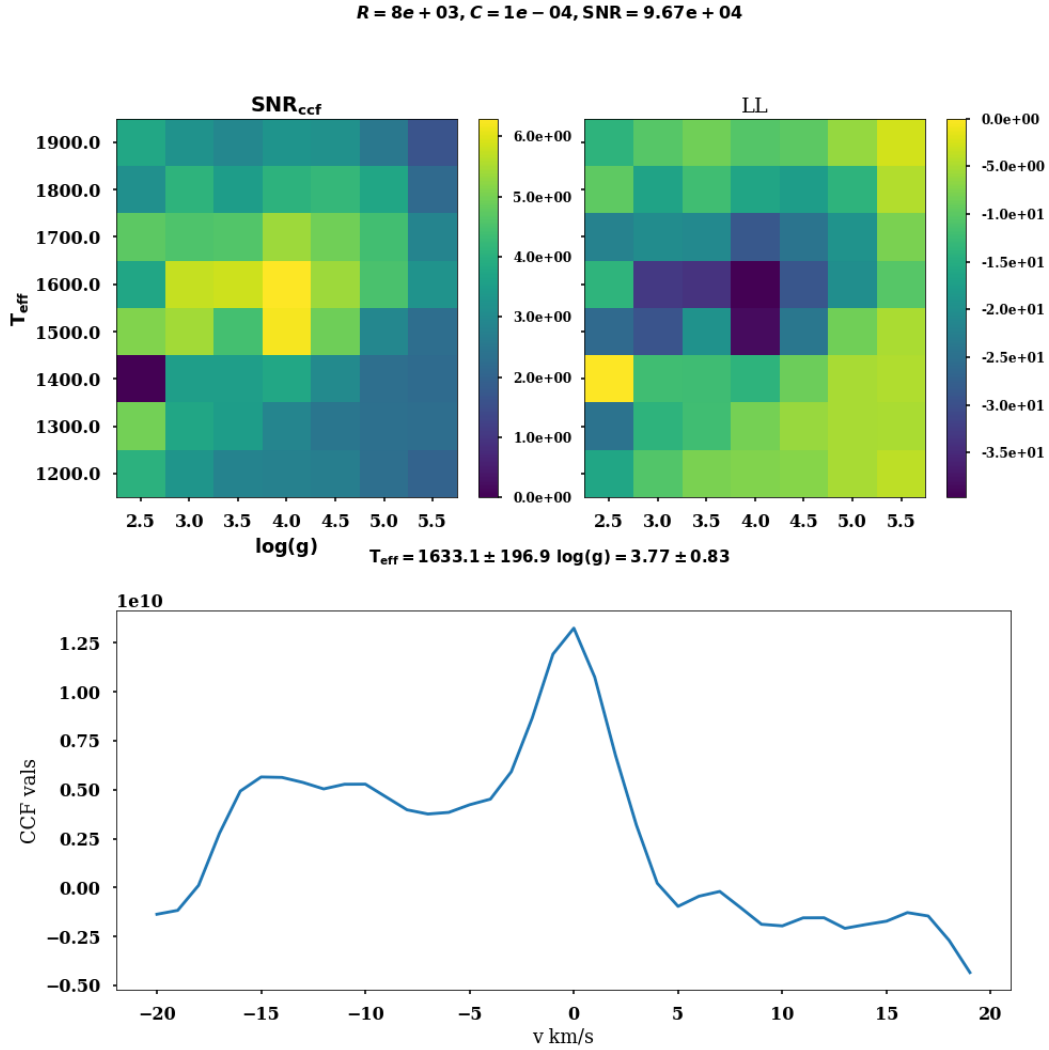 R = 8e + 03, C = 1e − 04, SNR = 9.67e + 04
SNR_ccf
LL
1900.0
1800.0
1700.0
1600.0
1500.0
1400.0
1300.0
1200.0
T_eff
2.5 3.0 3.5 4.0 4.5 5.0 5.5
log(g)
6.0e+00
5.0e+00
4.0e+00
3.0e+00
2.0e+00
1.0e+00
0.0e+00
2.5 3.0 3.5 4.0 4.5 5.0 5.5
0.0e+00
-5.0e+00
-1.0e+01
-1.5e+01
-2.0e+01
-2.5e+01
-3.0e+01
-3.5e+01
T_eff = 1633.1 ± 196.9 log(g) = 3.77 ± 0.83
1e10
1.25
1.00
0.75
0.50
0.25
0.00
−0.25
−0.50
CCF vals
−20 −15 −10 −5 0 5 10 15 20
v km/s